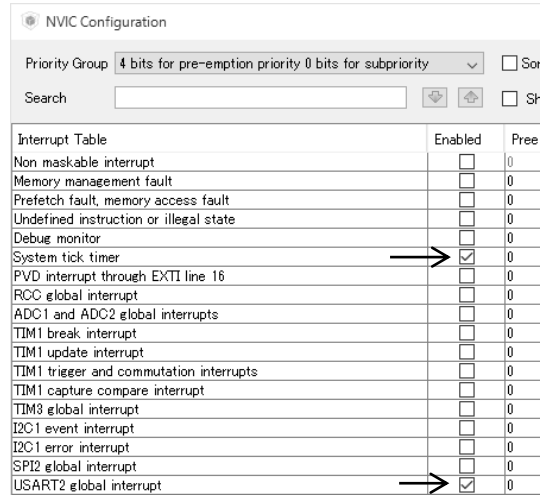 NVIC Configuration
Priority Group 4 bits for pre-emption priority 0 bits for subpriority Sor
Search Sh
Interrupt Table Enabled Pree
Non maskable interrupt 0
Memory management fault 0
Prefetch fault, memory access fault 0
Undefined instruction or illegal state 0
Debug monitor 0
System tick timer 0
PVD interrupt through EXTI line 16 0
RCC global interrupt 0
ADC1 and ADC2 global interrupts 0
TIM1 break interrupt 0
TIM1 update interrupt 0
TIM1 trigger and commutation interrupts 0
TIM1 capture compare interrupt 0
TIM3 global interrupt 0
I2C1 event interrupt 0
I2C1 error interrupt 0
SPI2 global interrupt 0
USART2 global interrupt 0